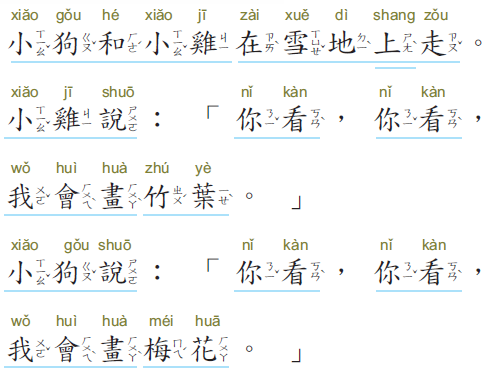 xiǎo gǒu hé xiǎo jī zài xuě dì shang zǒu
小狗和小雞在雪地上走。
xiǎo jī shuō nǐ kàn nǐ kàn
小雞說：「你看，你看，
wǒ huì huà zhú yè
我會畫竹葉。」
xiǎo gǒu shuō nǐ kàn nǐ kàn
小狗說：「你看，你看，
wǒ huì huà méi huā
我會畫梅花。」